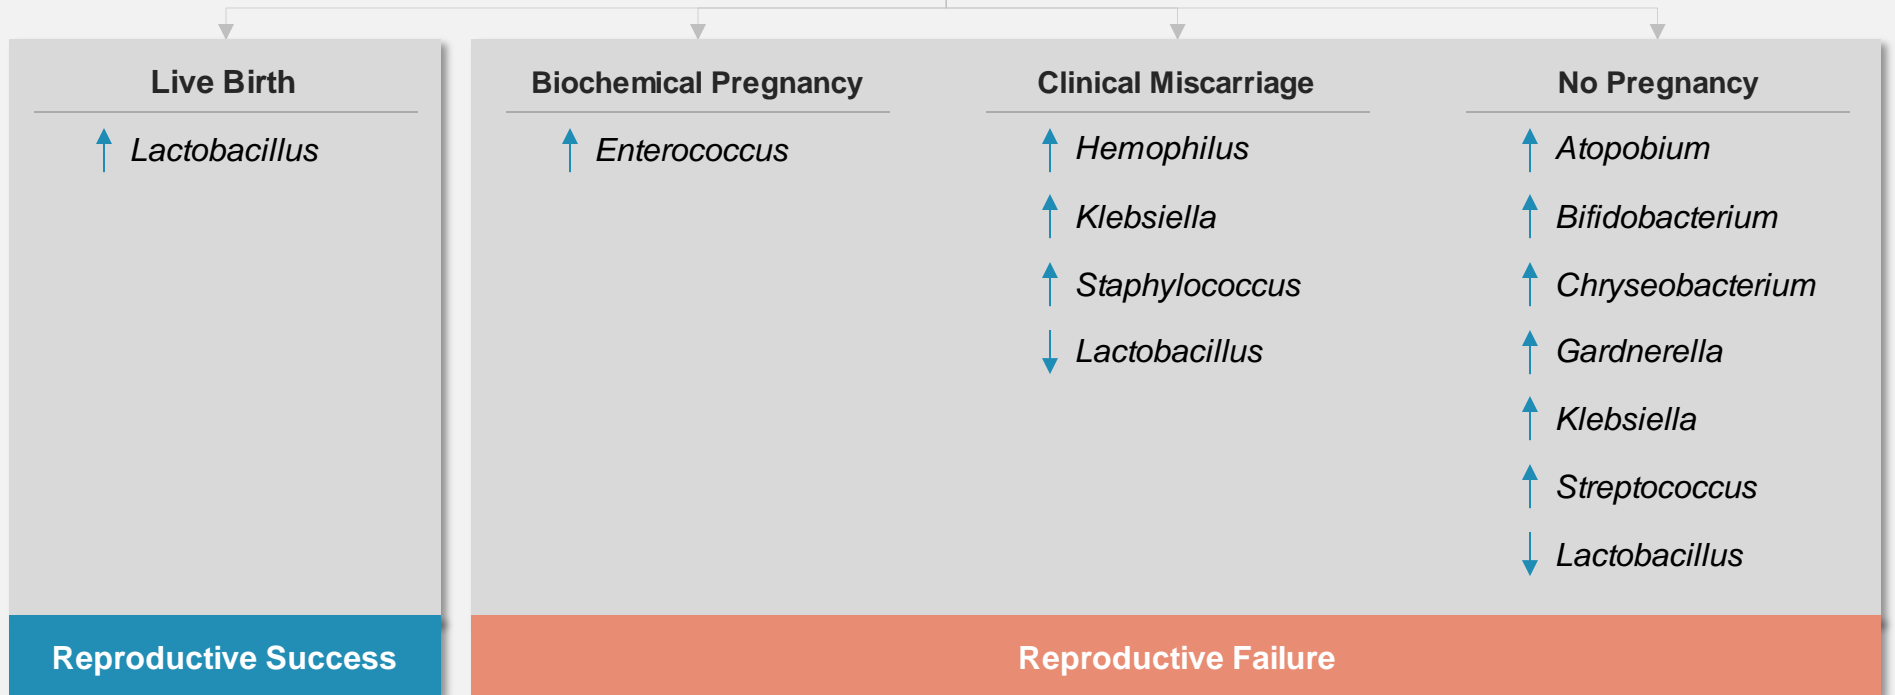 Live Birth
Lactobacillus
Biochemical Pregnancy
Enterococcus
Clinical Miscarriage
Hemophilus
Klebsiella
Staphylococcus
Lactobacillus
No Pregnancy
Atopobium
Bifidobacterium
Chryseobacterium
Gardnerella
Klebsiella
Streptococcus
Lactobacillus
Reproductive Success
Reproductive Failure